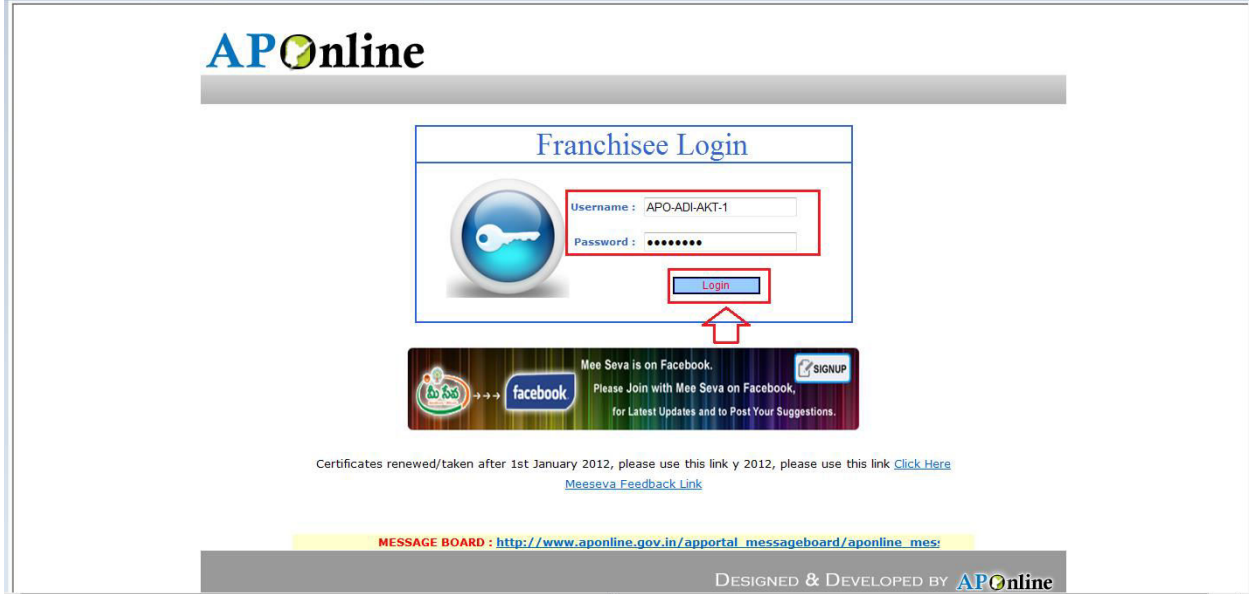 APOnline
Franchisee Login
Username : APO-ADI-AKT-1
Password : ●●●●●●●●
Login
Mee Seva is on Facebook.
SIGNUP
మీ సేవ →→→ facebook
Please Join with Mee Seva on Facebook,
for Latest Updates and to Post Your Suggestions.
Certificates renewed/taken after 1st January 2012, please use this link y 2012, please use this link Click Here
Meeseva Feedback Link
MESSAGE BOARD : http://www.aponline.gov.in/apportal_messageboard/aponline_mes
DESIGNED & DEVELOPED BY APOnline